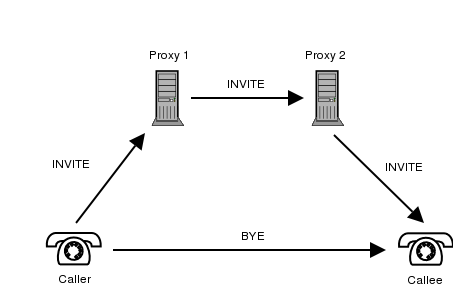 Proxy 1
Proxy 2
INVITE
INVITE
INVITE
BYE
Caller
Callee